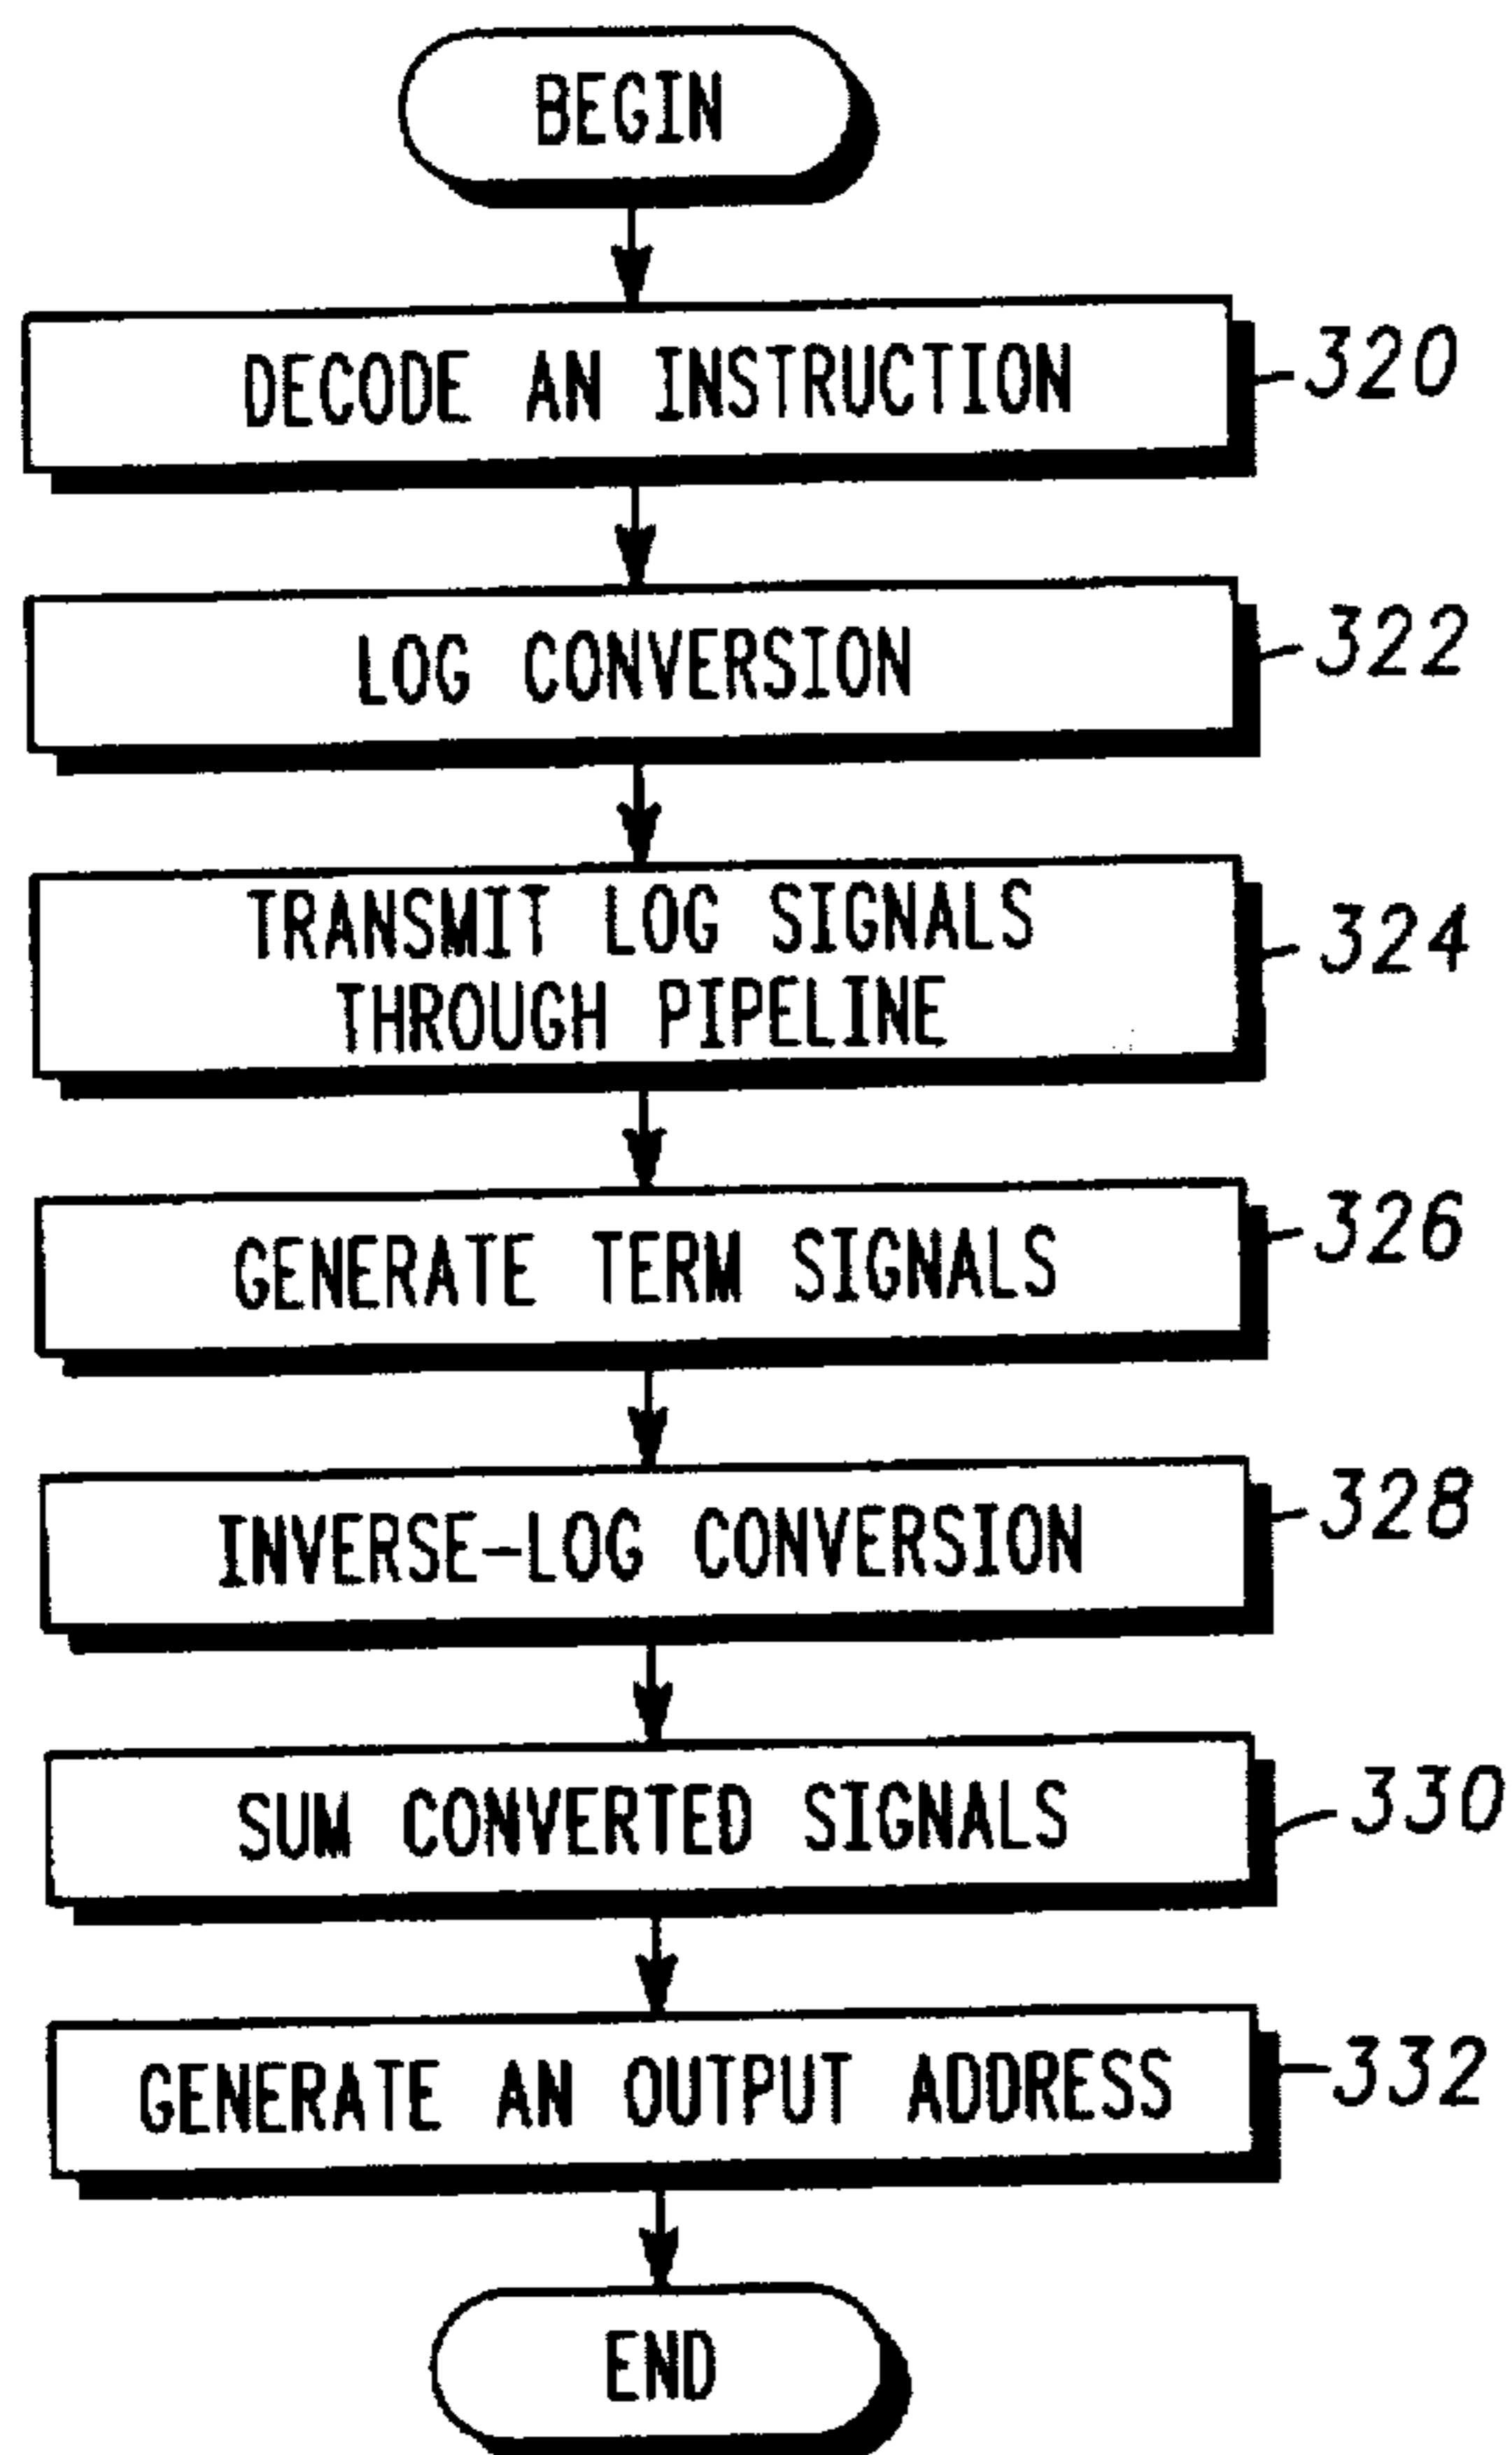 BEGIN
DECODE AN INSTRUCTION
320
LOG CONVERSION
322
TRANSMIT LOG SIGNALS
THROUGH PIPELINE
324
GENERATE TERM SIGNALS
326
INVERSE-LOG CONVERSION
328
SUM CONVERTED SIGNALS
330
GENERATE AN OUTPUT ADDRESS
332
END